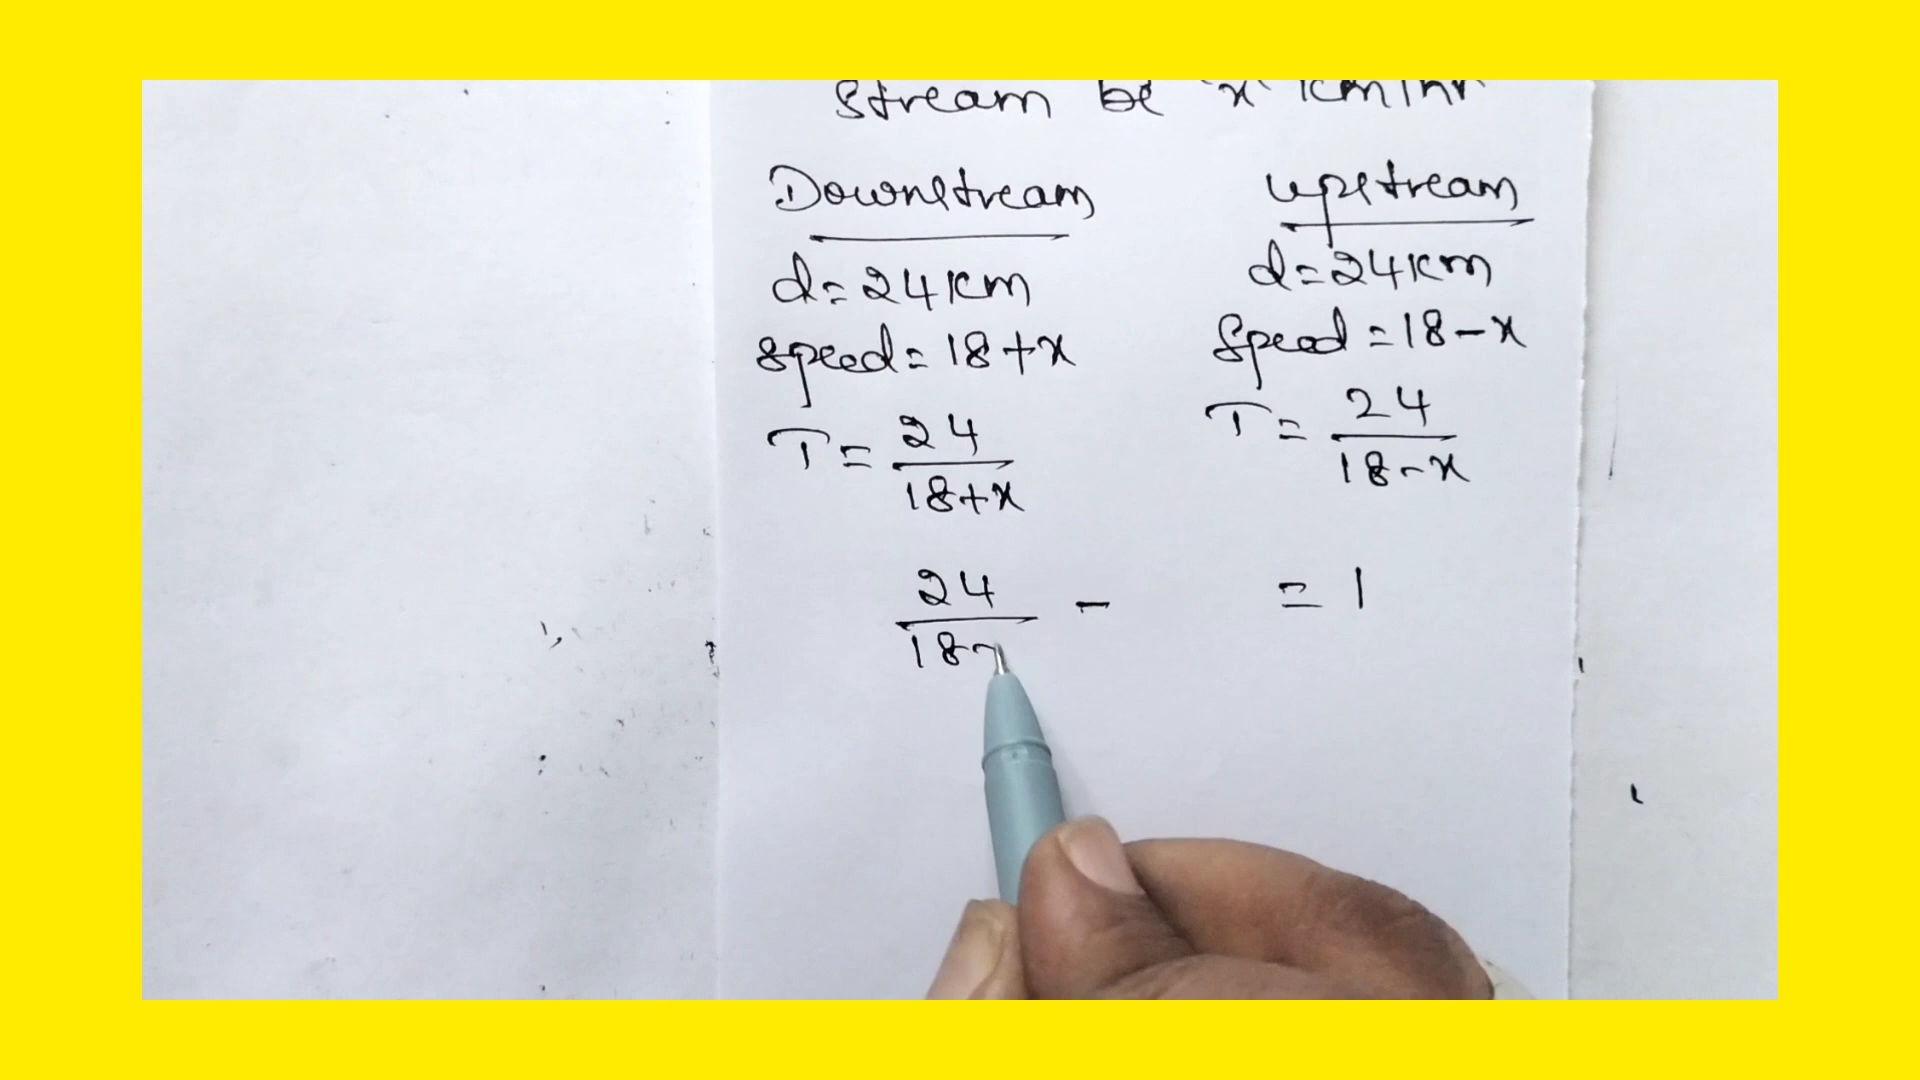 Stream be 'x' km/hr
Downstream
d=24km
speed=18+x
T=24/18+x
upstream
d=24km
Speed=18-x
T=24/18-x
24/18- - =1